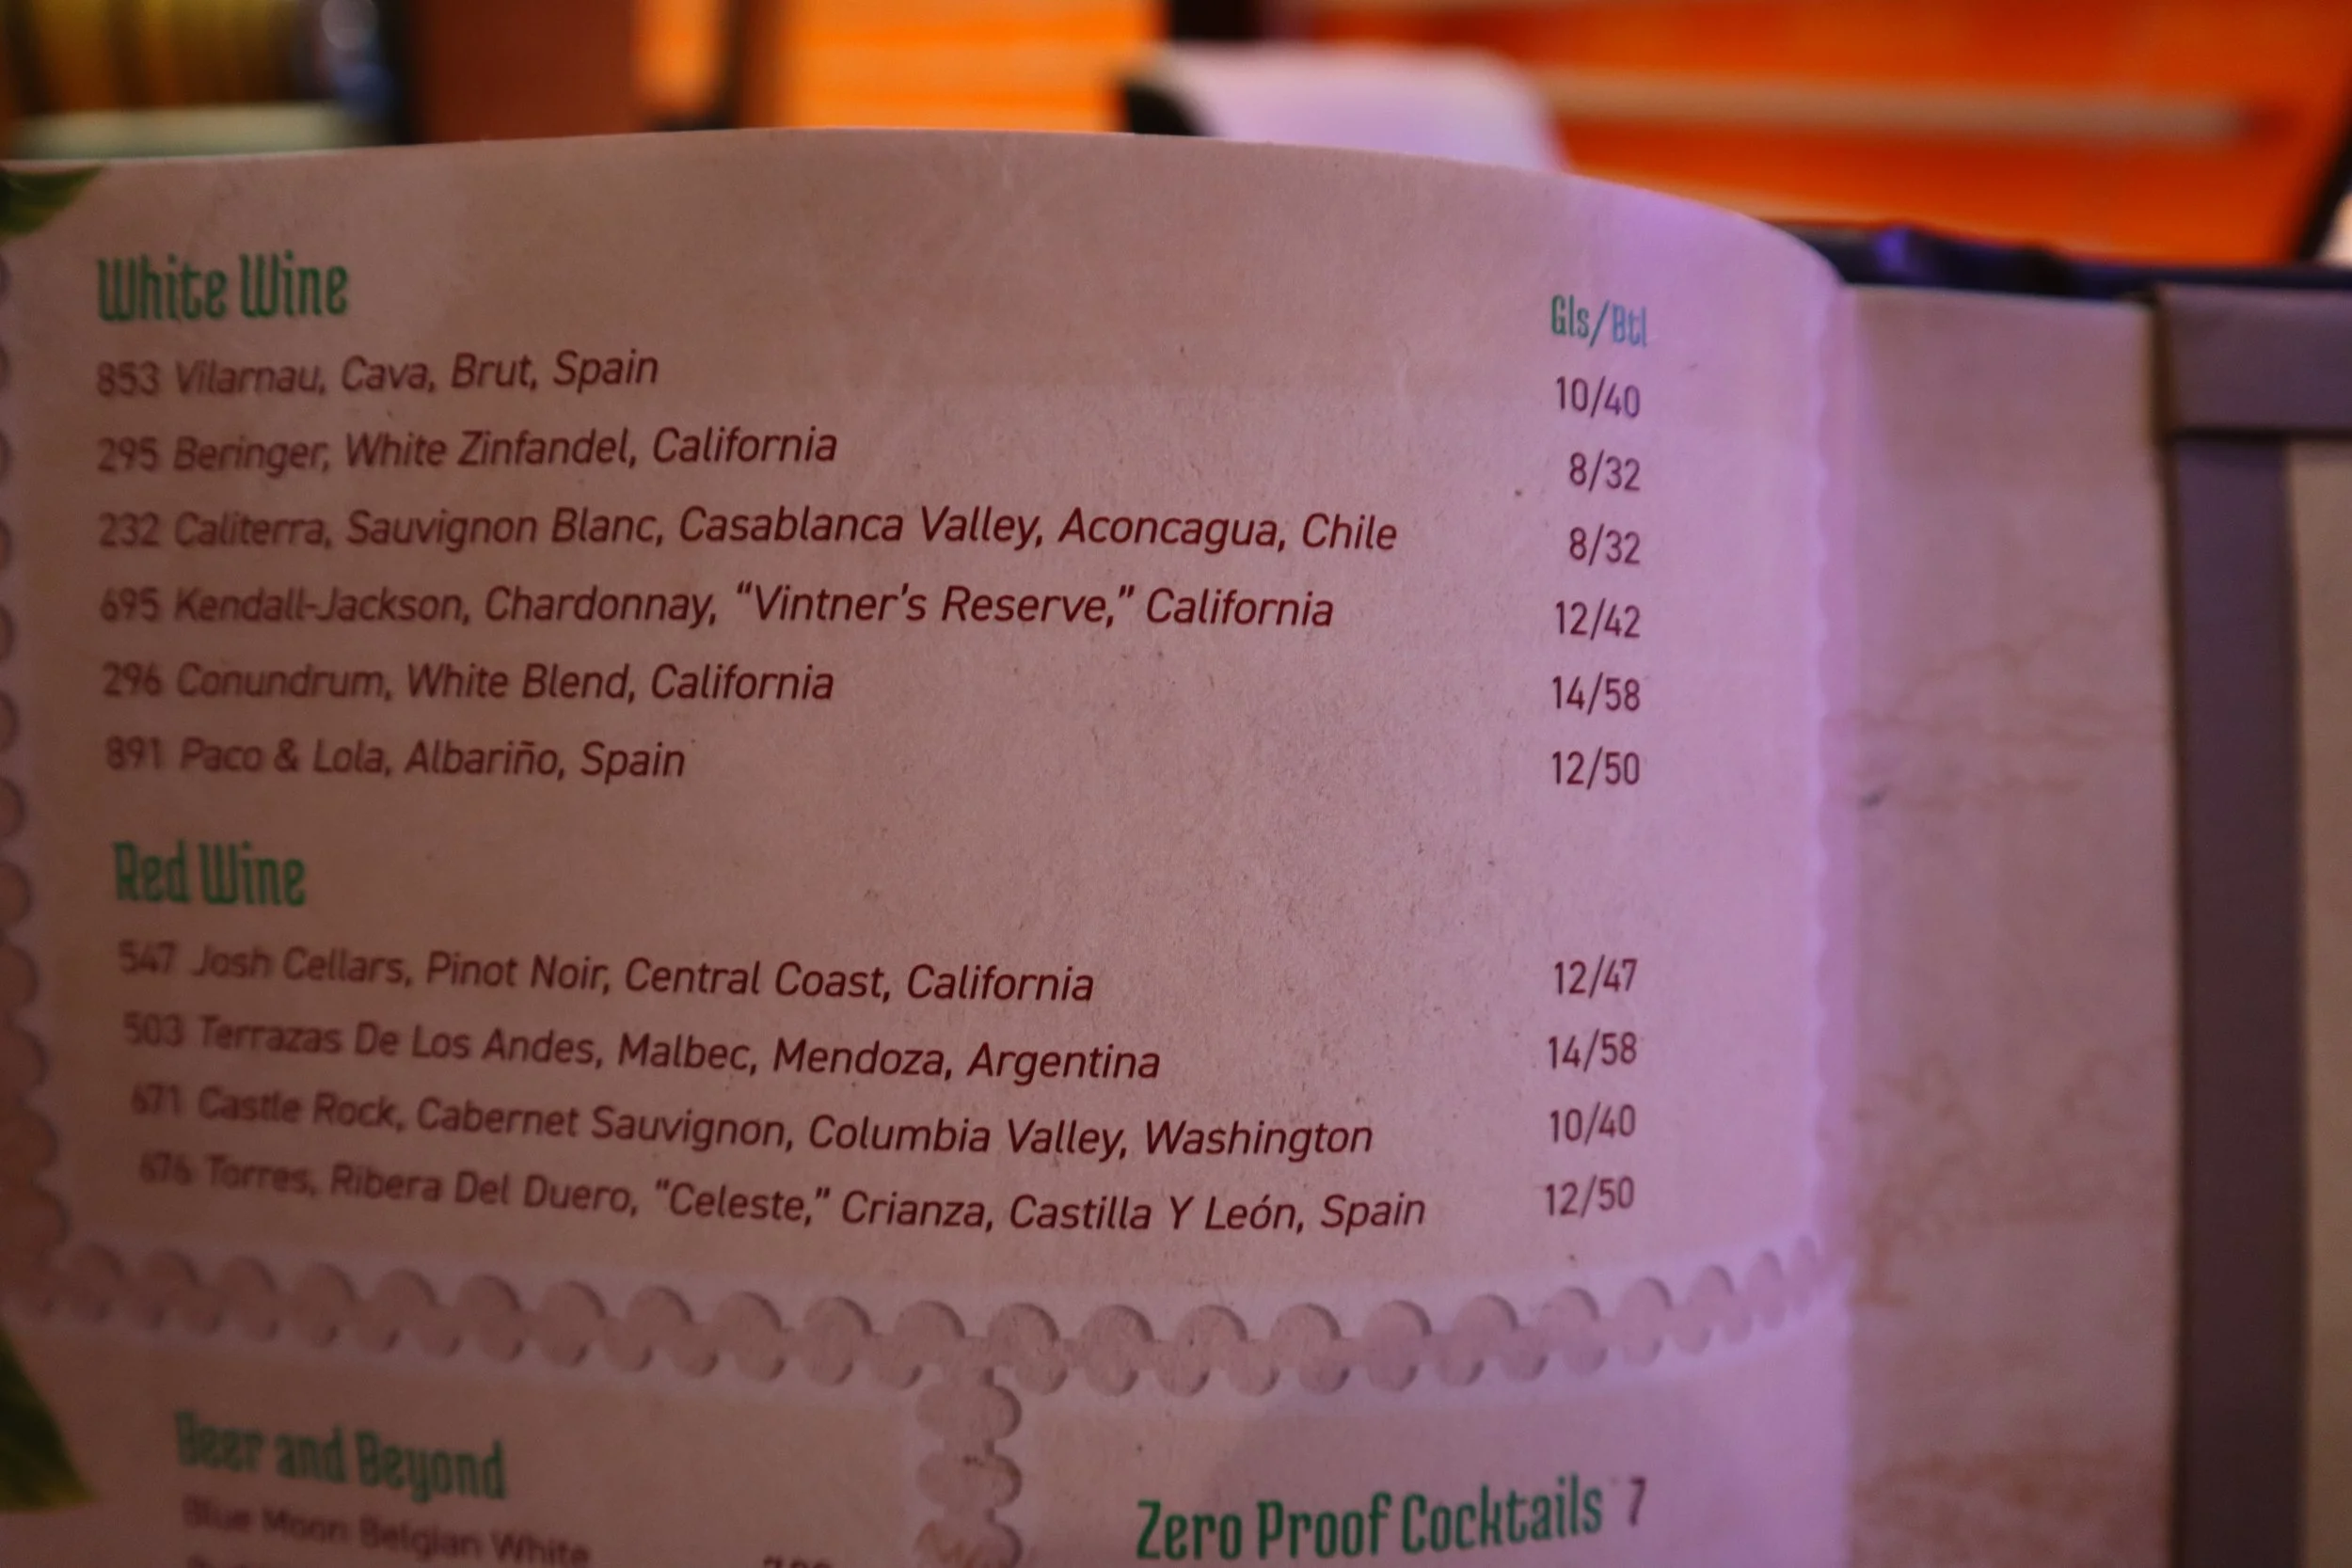 White Wine
Gls/Btl
853 Vilarnau, Cava, Brut, Spain 10/40
295 Beringer, White Zinfandel, California 8/32
232 Caliterra, Sauvignon Blanc, Casablanca Valley, Aconcagua, Chile 8/32
695 Kendall-Jackson, Chardonnay, “Vintner’s Reserve,” California 12/42
296 Conundrum, White Blend, California 14/58
891 Paco & Lola, Albariño, Spain 12/50
Red Wine
547 Josh Cellars, Pinot Noir, Central Coast, California 12/47
503 Terrazas De Los Andes, Malbec, Mendoza, Argentina 14/58
671 Castle Rock, Cabernet Sauvignon, Columbia Valley, Washington 10/40
676 Torres, Ribera Del Duero, “Celeste,” Crianza, Castilla Y León, Spain 12/50
Beer and Beyond
Blue Moon Belgian White
Zero Proof Cocktails 7